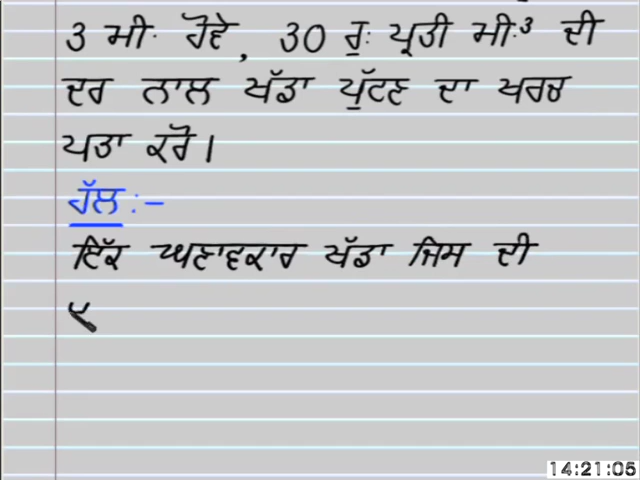 3 ਮੀ. ਹੋਵੇ, 30 ਰੁ: ਪ੍ਰਤੀ ਮੀ:³ ਦੀ
ਦਰ ਨਾਲ ਖੱਡਾ ਪੁੱਟਣ ਦਾ ਖਰਚ
ਪਤਾ ਕਰੋ।
ਹੱਲ :-
ਇੱਕ ਘਣਾਵਕਾਰ ਖੱਡਾ ਜਿਸ ਦੀ
14:21:05